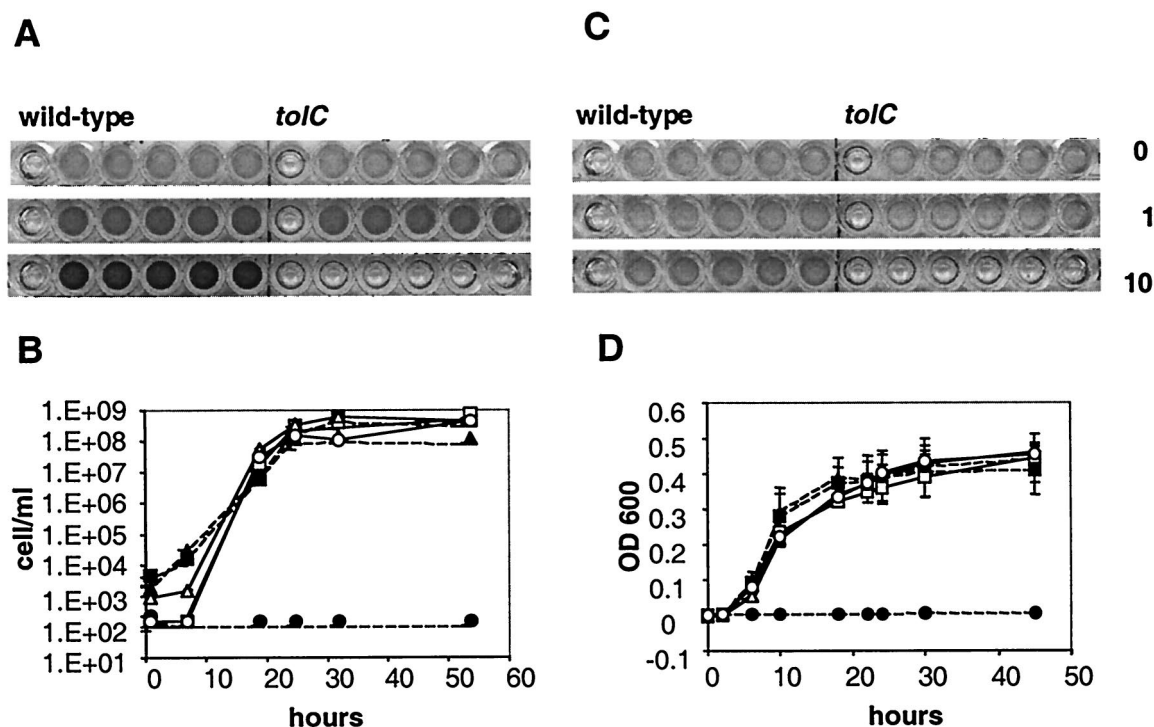 A
C
wild-type tolC
wild-type tolC
0
1
10
B
D
1.E+09
1.E+08
1.E+07
1.E+06
1.E+05
1.E+04
1.E+03
1.E+02
1.E+01
cell/ml
0 10 20 30 40 50 60
hours
0.6
0.5
0.4
0.3
0.2
0.1
0
-0.1
OD 600
0 10 20 30 40 50
hours